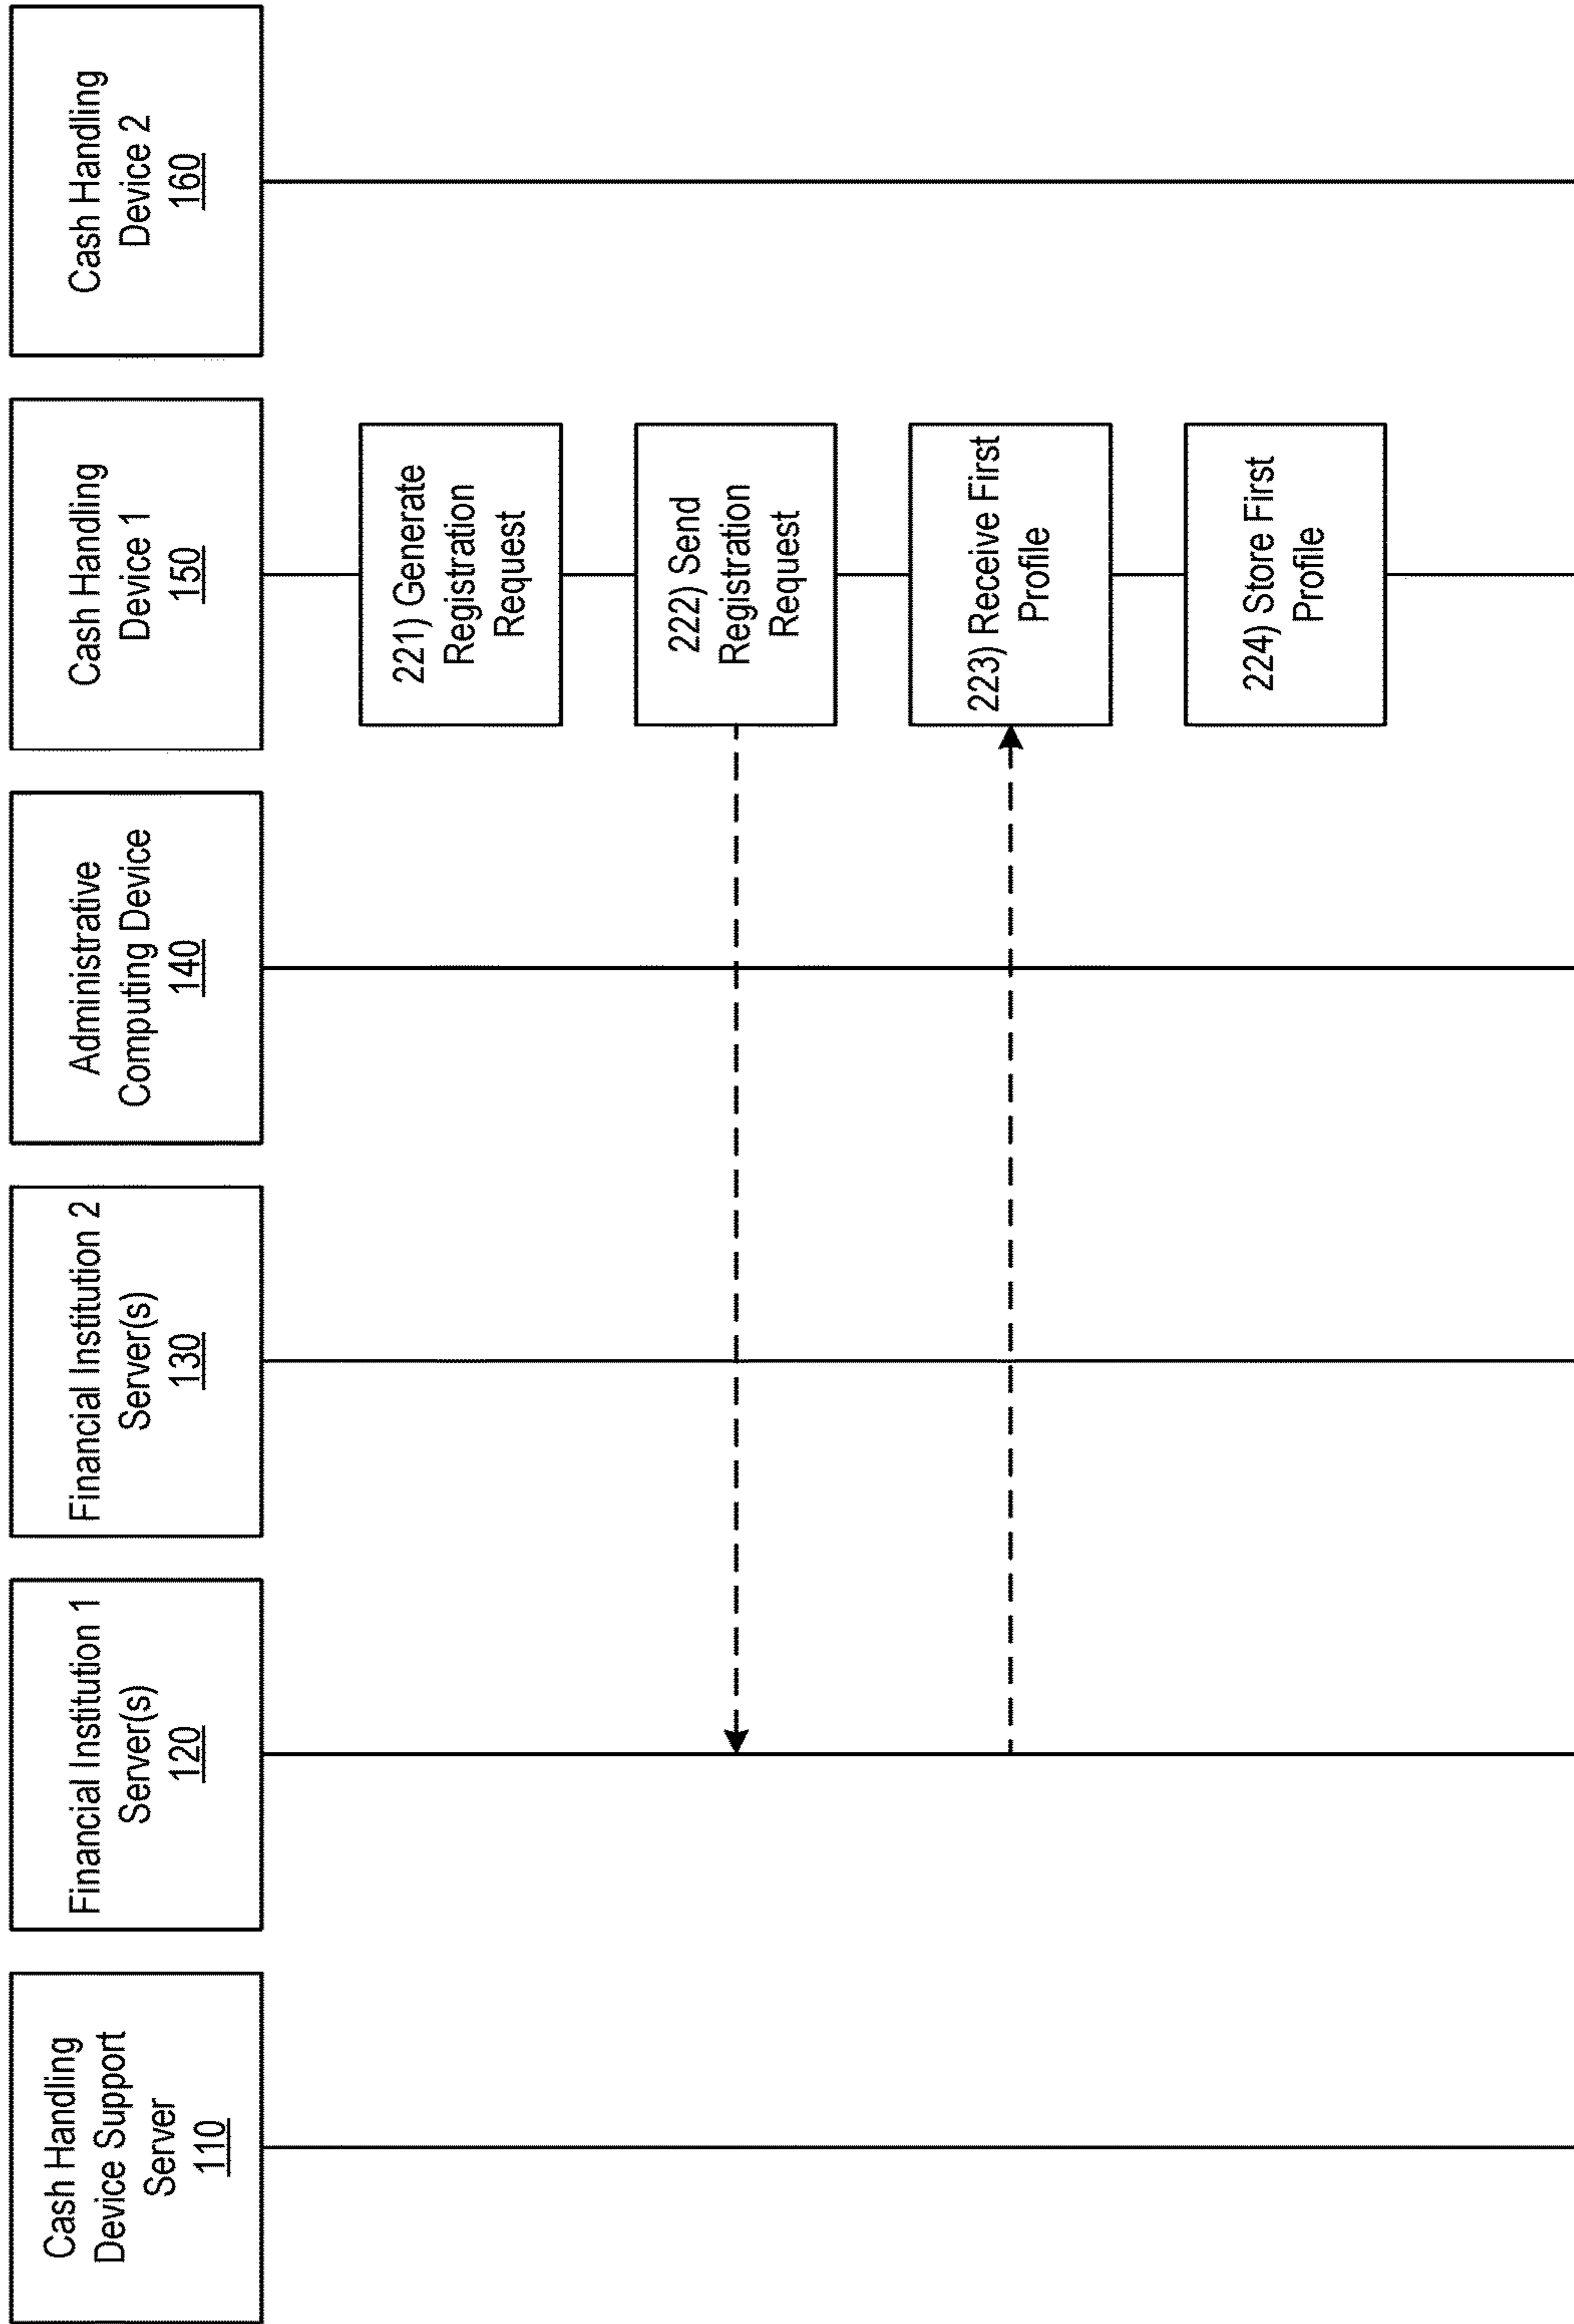 Cash Handling
Device Support
Server
110
Financial Institution 1
Server(s)
120
Financial Institution 2
Server(s)
130
Administrative
Computing Device
140
Cash Handling
Device 1
150
Cash Handling
Device 2
160
221) Generate
Registration
Request
222) Send
Registration
Request
223) Receive First
Profile
224) Store First
Profile